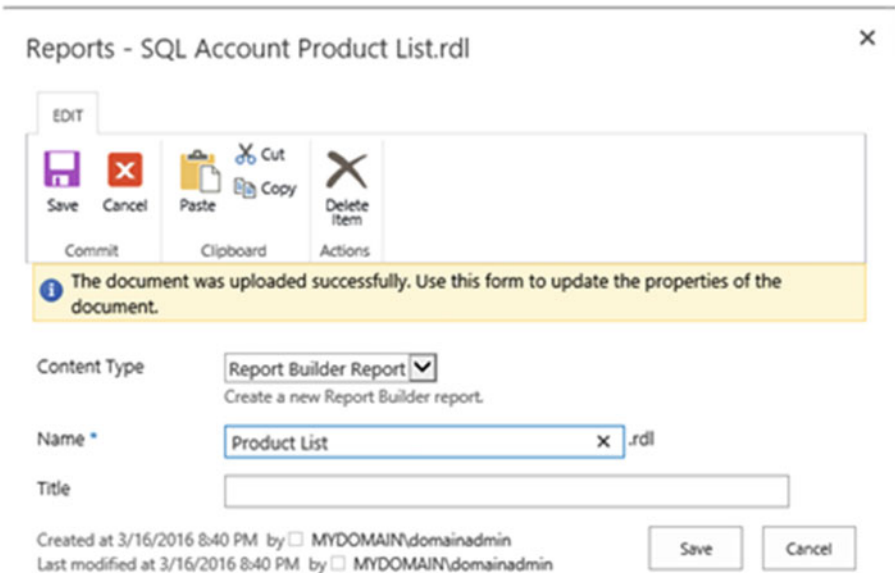 Reports - SQL Account Product List.rdl
EDIT
Save Cancel Paste Cut Copy Delete Item
Commit Clipboard Actions
The document was uploaded successfully. Use this form to update the properties of the
document.
Content Type Report Builder Report
Create a new Report Builder report.
Name * Product List .rdl
Title
Created at 3/16/2016 8:40 PM by MYDOMAIN\domainadmin
Last modified at 3/16/2016 8:40 PM by MYDOMAIN\domainadmin
Save Cancel